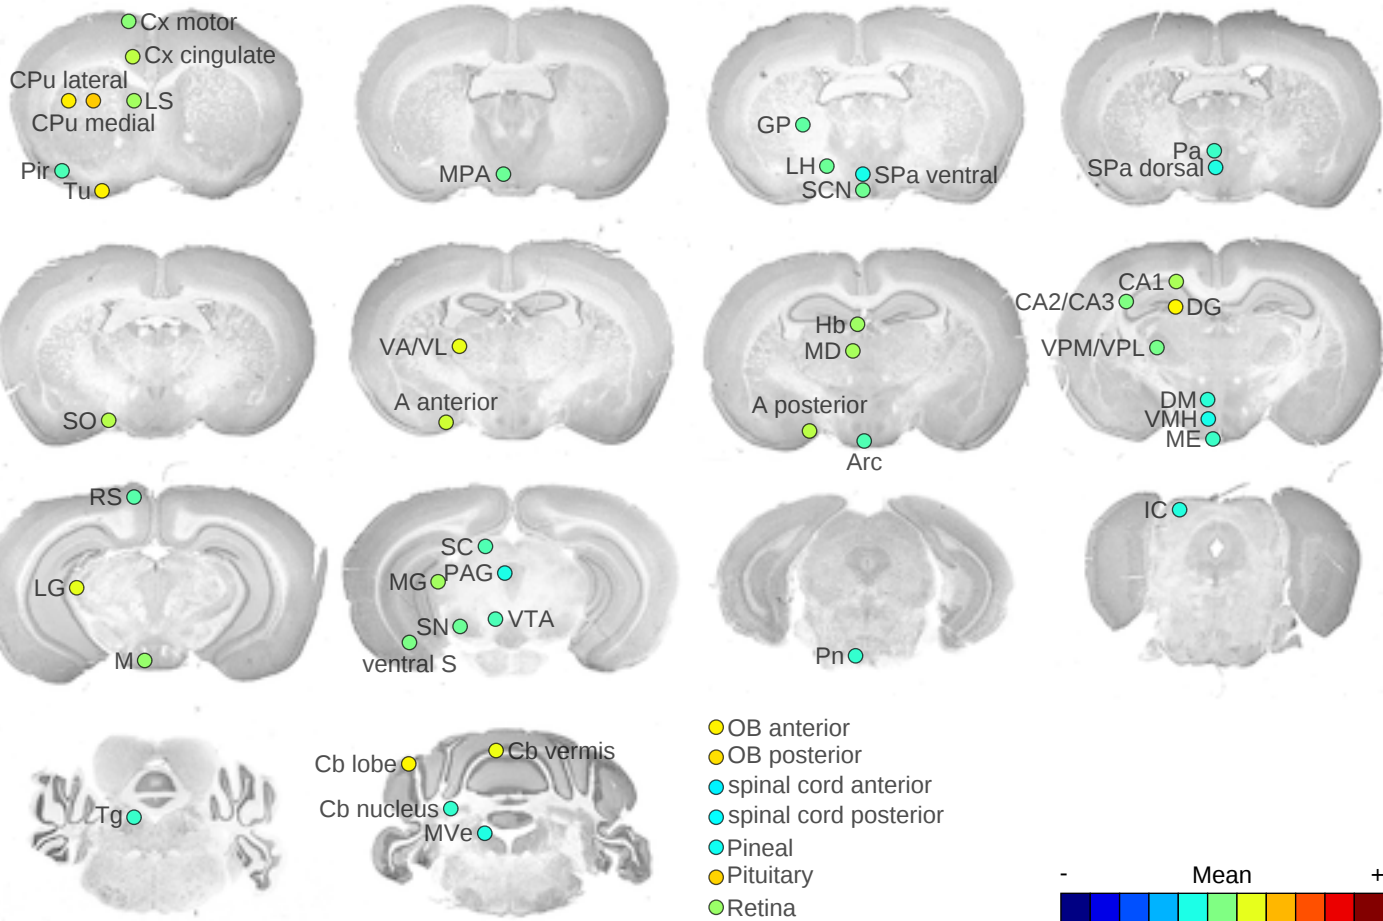 Cx motor
Cx cingulate
CPu lateral
LS
CPu medial
Pir
Tu
MPA
GP
LH
SPa ventral
SCN
Pa
SPa dorsal
SO
VA/VL
A anterior
Hb
MD
A posterior
Arc
CA1
CA2/CA3
DG
VPM/VPL
DM
VMH
ME
RS
LG
M
SC
PAG
MG
VTA
SN
ventral S
Pn
IC
Tg
Cb lobe
Cb vermis
Cb nucleus
MVe
OB anterior
OB posterior
spinal cord anterior
spinal cord posterior
Pineal
Pituitary
Retina
- Mean +